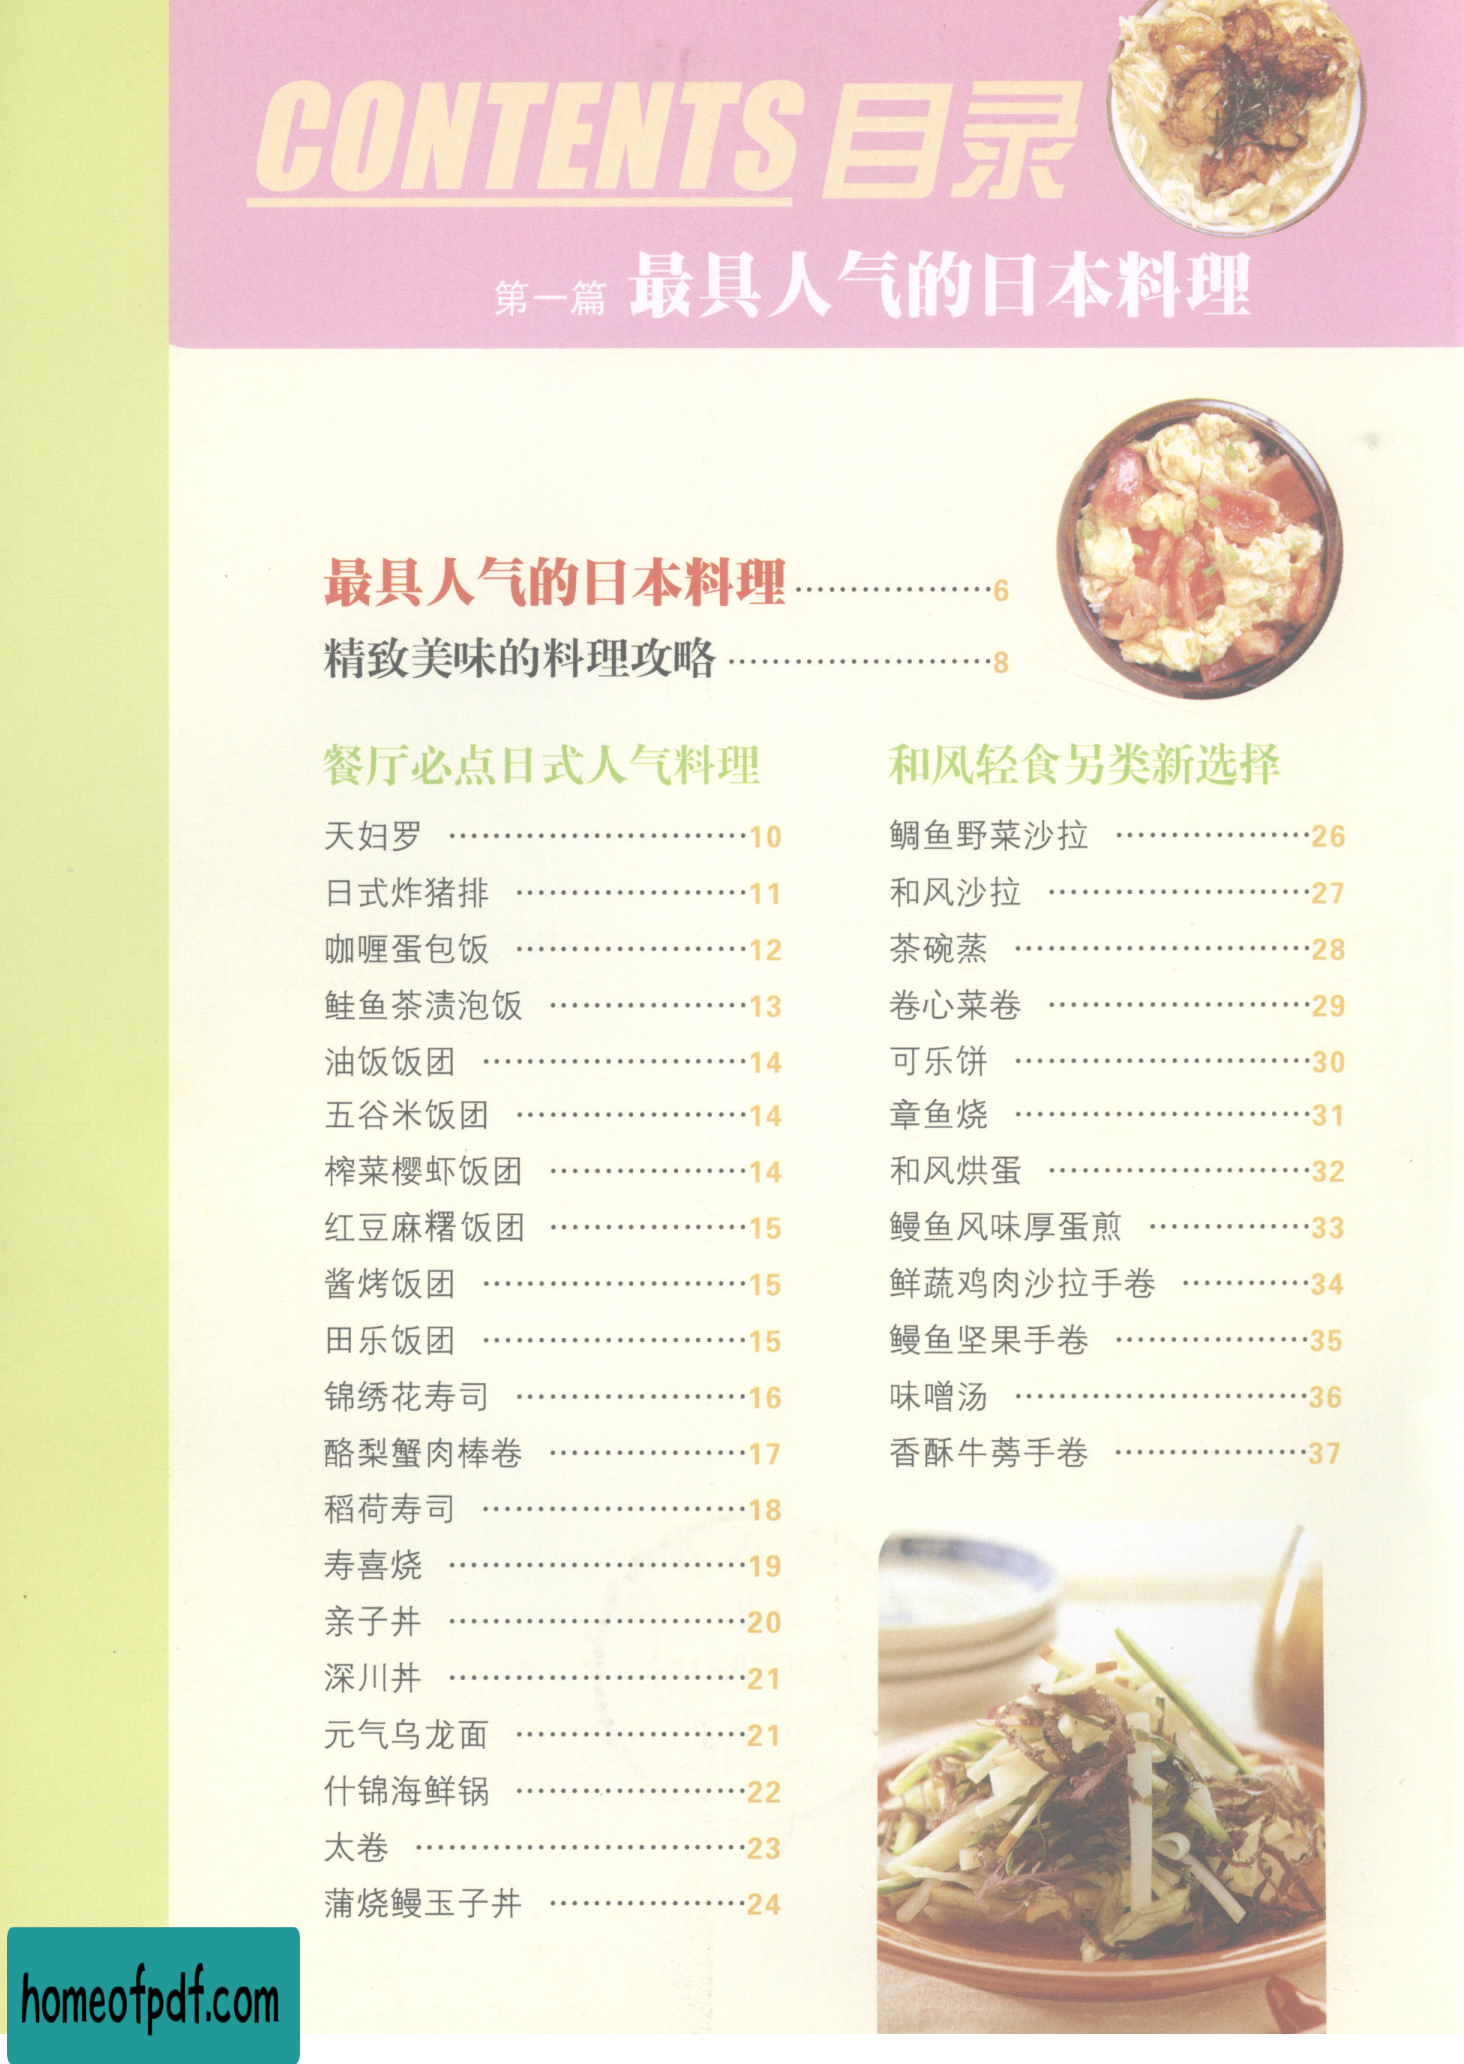 CONTENTS 目录
第一篇 最具人气的日本料理
最具人气的日本料理 ………………… 6
精致美味的料理攻略 ……………………… 8
餐厅必点日式人气料理
天妇罗 ………………………… 10
日式炸猪排 ………………… 11
咖喱蛋包饭 ………………… 12
鲑鱼茶渍泡饭 ……………… 13
油饭饭团 …………………… 14
五谷米饭团 ………………… 14
榨菜樱虾饭团 ……………… 14
红豆麻糬饭团 ……………… 15
酱烤饭团 …………………… 15
田乐饭团 …………………… 15
锦绣花寿司 ………………… 16
酪梨蟹肉棒卷 ……………… 17
稻荷寿司 …………………… 18
寿喜烧 ………………………… 19
亲子丼 ………………………… 20
深川丼 ………………………… 21
元气乌龙面 ………………… 21
什锦海鲜锅 ………………… 22
太卷 …………………………… 23
蒲烧鳗玉子丼 ……………… 24
和风轻食另类新选择
鲷鱼野菜沙拉 ……………… 26
和风沙拉 …………………… 27
茶碗蒸 ………………………… 28
卷心菜卷 …………………… 29
可乐饼 ………………………… 30
章鱼烧 ………………………… 31
和风烘蛋 …………………… 32
鳗鱼风味厚蛋煎 …………… 33
鲜蔬鸡肉沙拉手卷 ………… 34
鳗鱼坚果手卷 ……………… 35
味噌汤 ………………………… 36
香酥牛蒡手卷 ……………… 37
homeofpdf.com